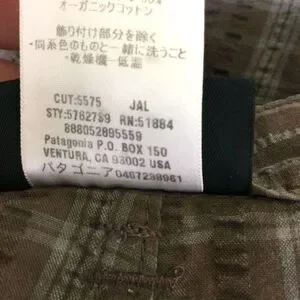 オーガニックコットン
飾り付け部分を除く
・同系色のものと一緒に洗うこと
・乾燥機－低温
CUT:5575 JAL
STY:5762789 RN:51884
888052895559
Patagonia P.O. BOX 150
VENTURA, CA 93002 USA
パタゴニア0467238961